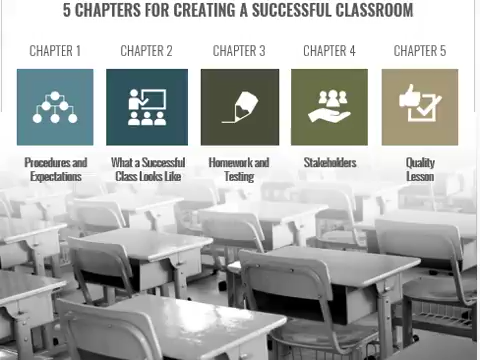 5 CHAPTERS FOR CREATING A SUCCESSFUL CLASSROOM
CHAPTER 1 CHAPTER 2 CHAPTER 3 CHAPTER 4 CHAPTER 5
Procedures and
Expectations
What a Successful
Class Looks Like
Homework and
Testing
Stakeholders
Quality
Lesson